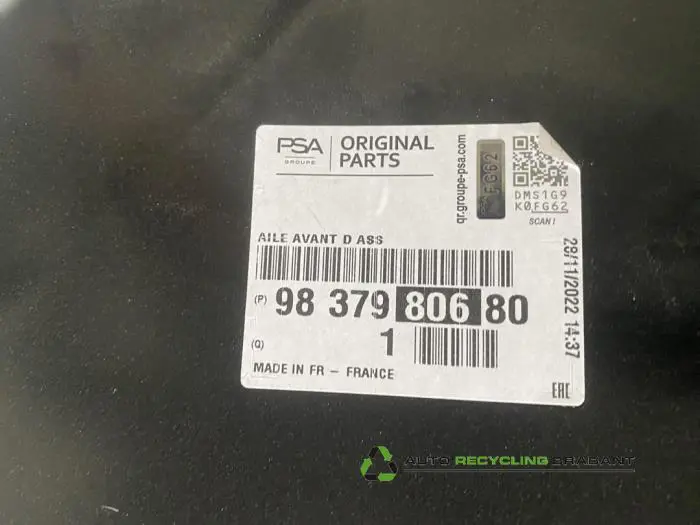 PSA
GROUPE
ORIGINAL
PARTS
qr.groupe-psa.com
FG62
DMS1G9
K0FG62
SCAN!
AILE AVANT D ASS
(P) 98 379 806 80
(Q) 1
MADE IN FR – FRANCE
28/11/2022 14:37
EAC
AUTO RECYCLING BRABANT